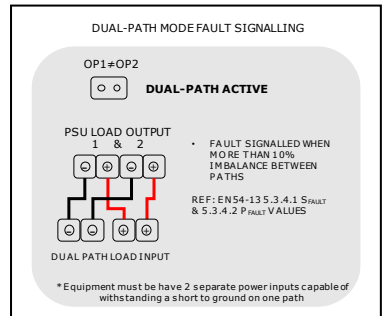 DUAL-PATH MODE FAULT SIGNALLING
OP1≠OP2
DUAL-PATH ACTIVE
PSU LOAD OUTPUT
1 & 2
- + - +
• FAULT SIGNALLED WHEN
MORE THAN 10%
IMBALANCE BETWEEN
PATHS
REF: EN54-13 5.3.4.1 SFAULT
& 5.3.4.2 PFAULT VALUES
- - + +
DUAL PATH LOAD INPUT
*Equipment must be have 2 separate power inputs capable of
withstanding a short to ground on one path